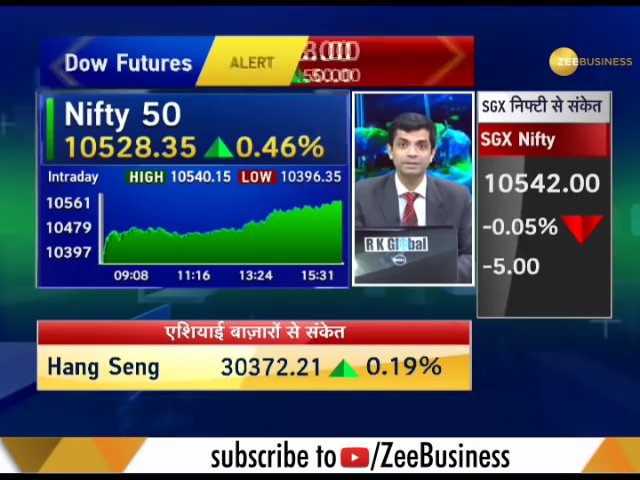 Dow Futures
ALERT
ZEEBUSINESS
Nifty 50
10528.35 0.46%
Intraday HIGH 10540.15 LOW 10396.35
10561
10479
10397
09:08 11:16 13:24 15:31
R K Global
SGX निफ्टी से संकेत
SGX Nifty
10542.00
-0.05%
-5.00
एशियाई बाज़ारों से संकेत
Hang Seng 30372.21 0.19%
subscribe to /ZeeBusiness